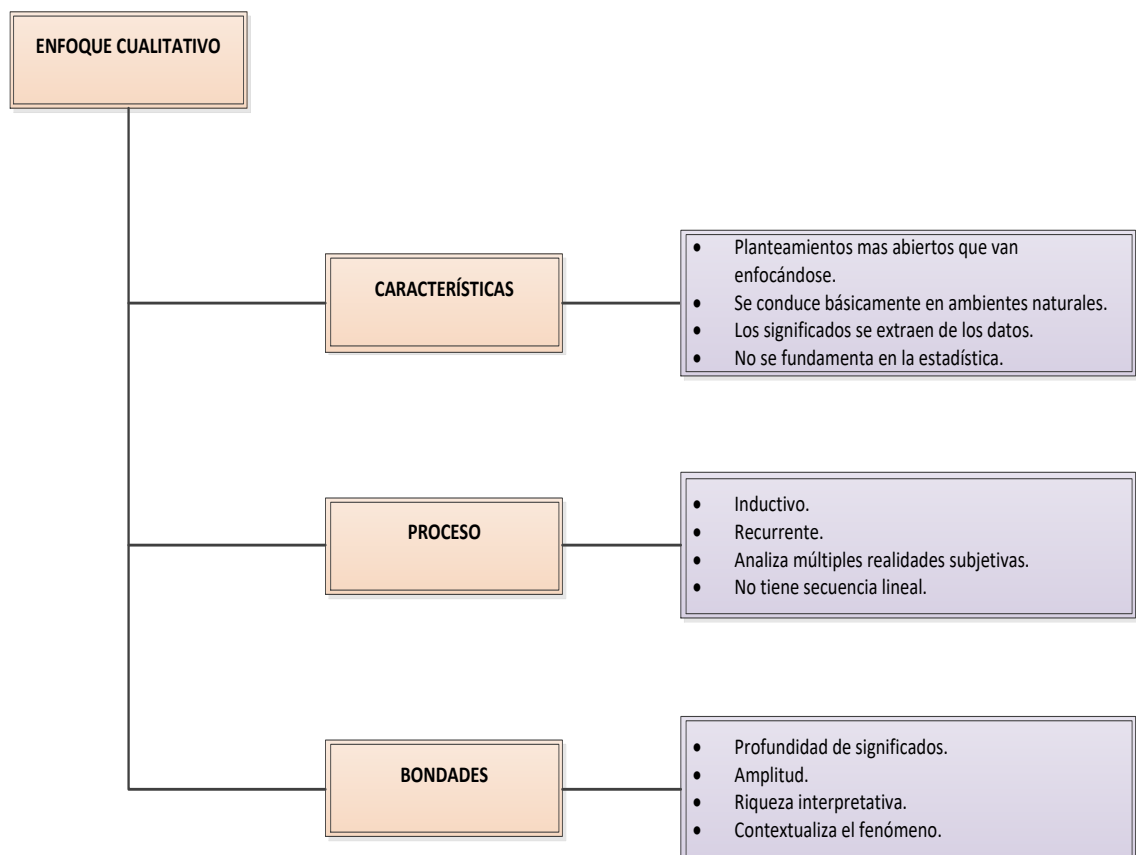 ENFOQUE CUALITATIVO
CARACTERÍSTICAS
• Planteamientos mas abiertos que van
enfocándose.
• Se conduce básicamente en ambientes naturales.
• Los significados se extraen de los datos.
• No se fundamenta en la estadística.
PROCESO
• Inductivo.
• Recurrente.
• Analiza múltiples realidades subjetivas.
• No tiene secuencia lineal.
BONDADES
• Profundidad de significados.
• Amplitud.
• Riqueza interpretativa.
• Contextualiza el fenómeno.